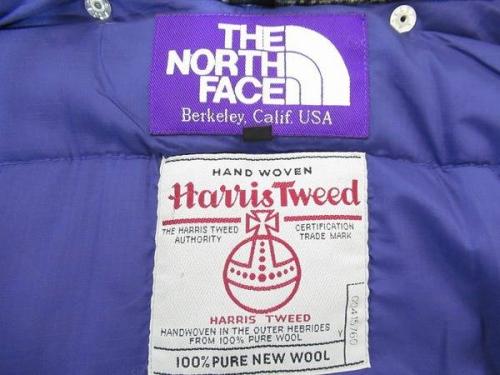 THE
NORTH
FACE
Berkeley, Calif. USA
HAND WOVEN
Harris Tweed
THE HARRIS TWEED
AUTHORITY
CERTIFICATION
TRADE MARK
HARRIS TWEED
HANDWOVEN IN THE OUTER HEBRIDES
FROM 100% PURE WOOL
Y
100% PURE NEW WOOL